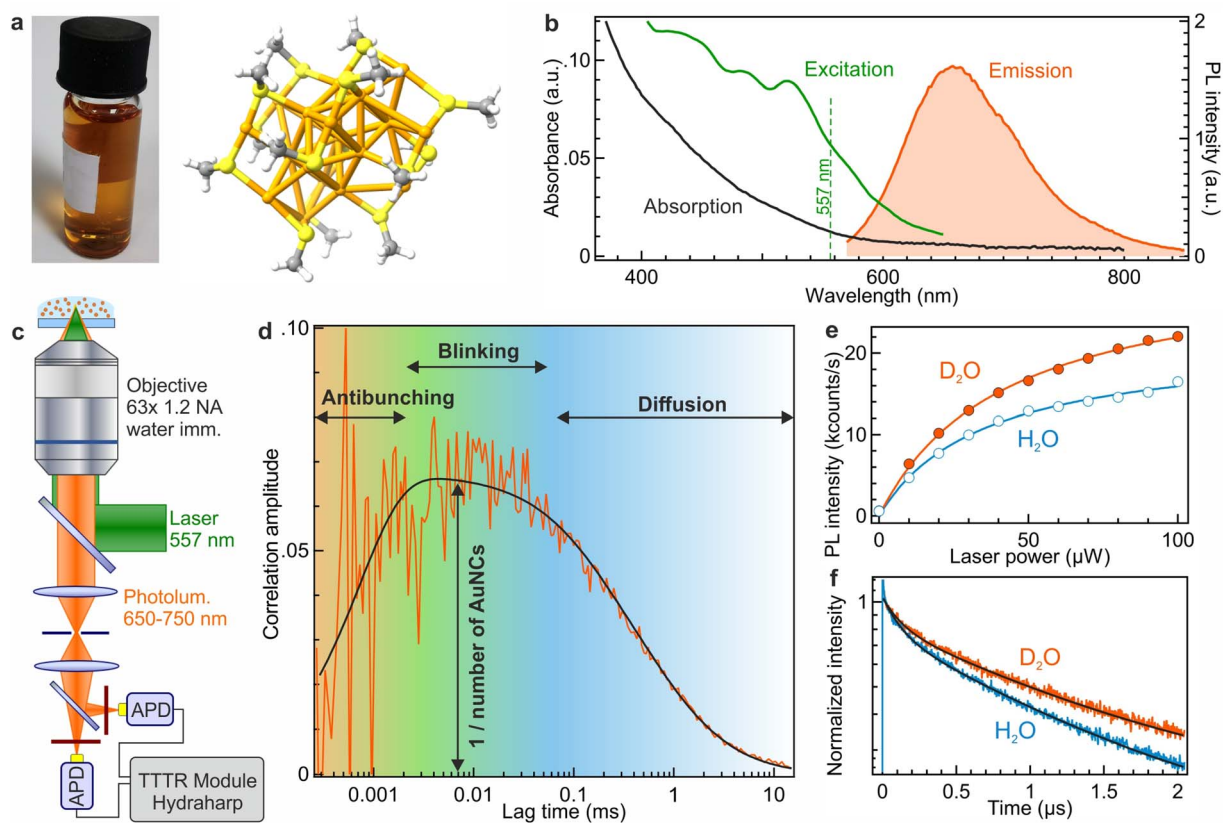 a
b
.10
.05
0
Absorbance (a.u.)
Excitation
Emission
Absorption
557 nm
2
1
0
PL intensity (a.u.)
400
600
800
Wavelength (nm)
c
Objective
63x 1.2 NA
water imm.
Laser
557 nm
Photolum.
650-750 nm
APD
APD
TTTR Module
Hydraharp
d
.10
.05
0
Correlation amplitude
Blinking
Antibunching
Diffusion
1 / number of AuNCs
0.001
0.01
0.1
1
10
Lag time (ms)
e
20
10
0
PL intensity (kcounts/s)
D2O
H2O
0
50
100
Laser power (µW)
f
1
Normalized intensity
D2O
H2O
0
0.5
1
1.5
2
Time (µs)